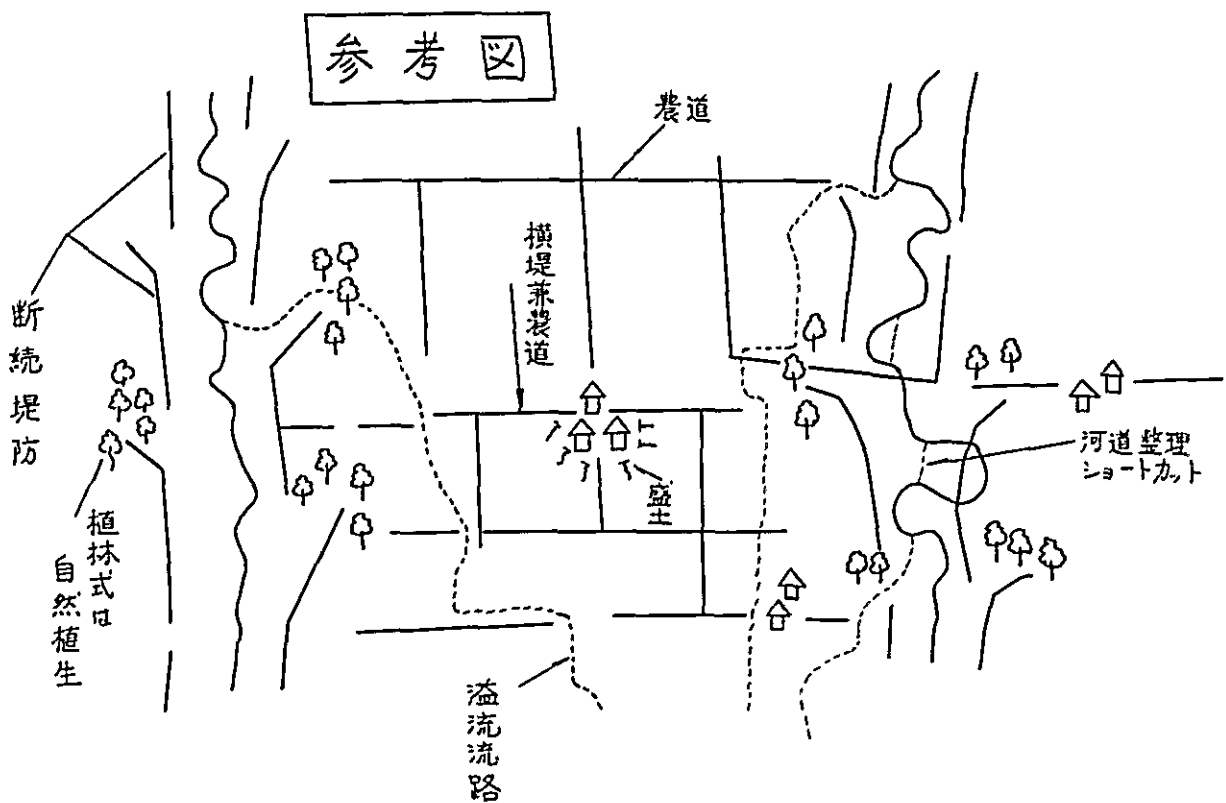 参考図
農道
横堤兼農道
断続堤防
盛土
河道整理
ショートカット
植林式は
自然植生
溢流流路